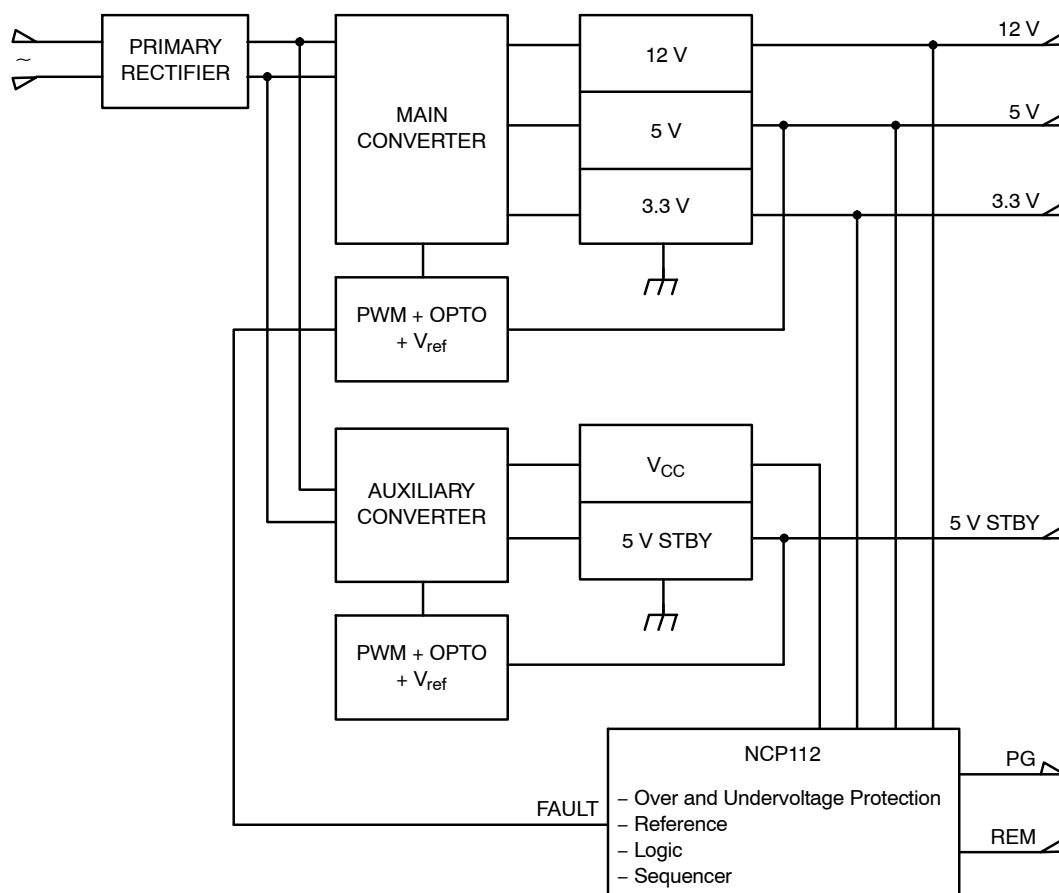 12 V
PRIMARY
RECTIFIER
~
MAIN
CONVERTER
12 V
5 V
5 V
3.3 V
3.3 V
PWM + OPTO
+ Vref
AUXILIARY
CONVERTER
VCC
5 V STBY
5 V STBY
PWM + OPTO
+ Vref
NCP112
– Over and Undervoltage Protection
– Reference
– Logic
– Sequencer
FAULT
PG
REM